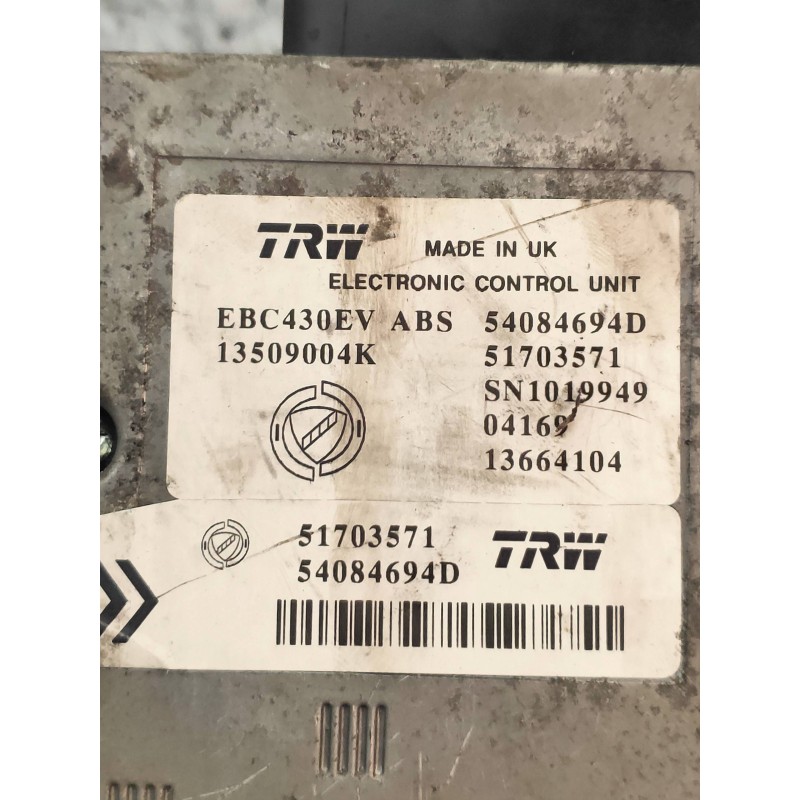 TRW MADE IN UK
ELECTRONIC CONTROL UNIT
EBC430EV ABS 54084694D
13509004K 51703571
SN1019949
04169
13664104
51703571 TRW
54084694D